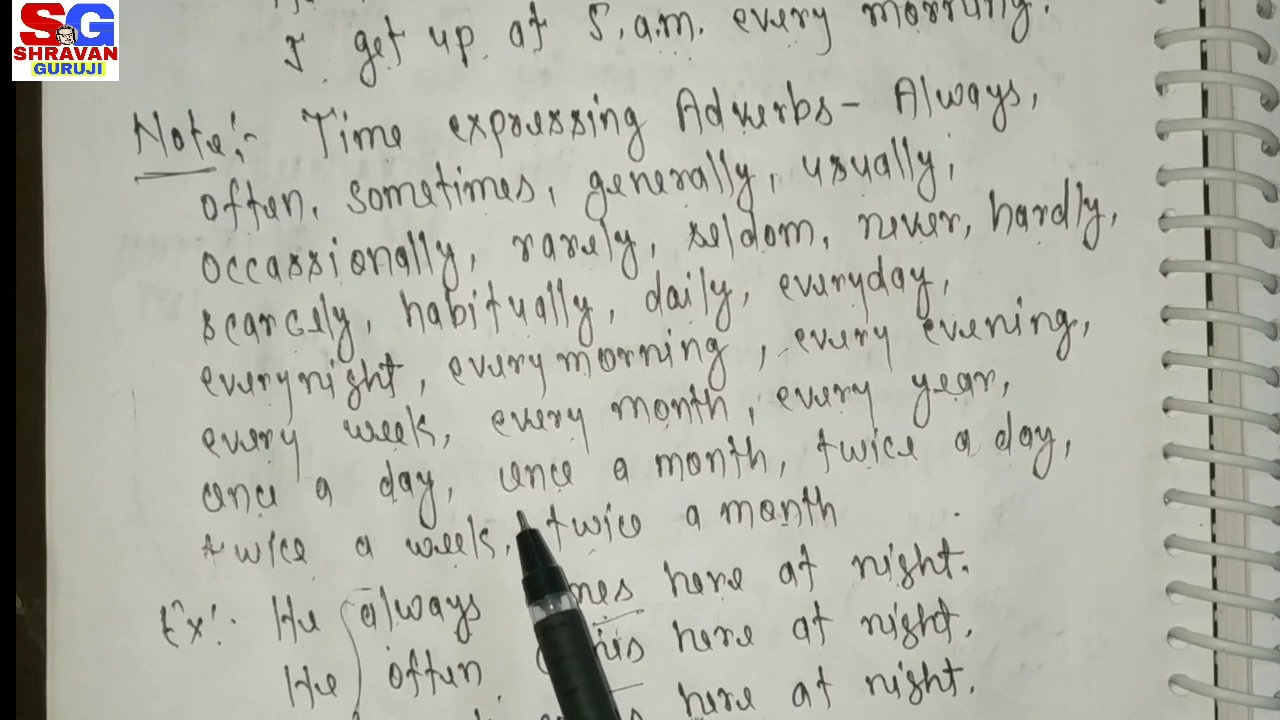 SG
SHRAVAN
GURUJI
I get up at 5.a.m. every morning.
Note:- Time expressing Adverbs - Always,
often, sometimes, generally, usually,
occassionally, rarely, seldom, never, hardly,
scarcely, habitually, daily, everyday,
everynight, every morning, every evening,
every week, every month, every year,
once a day, once a month, twice a day,
twice a week, twice a month
Ex:- He always here at night.
He often here at night.
here at night.